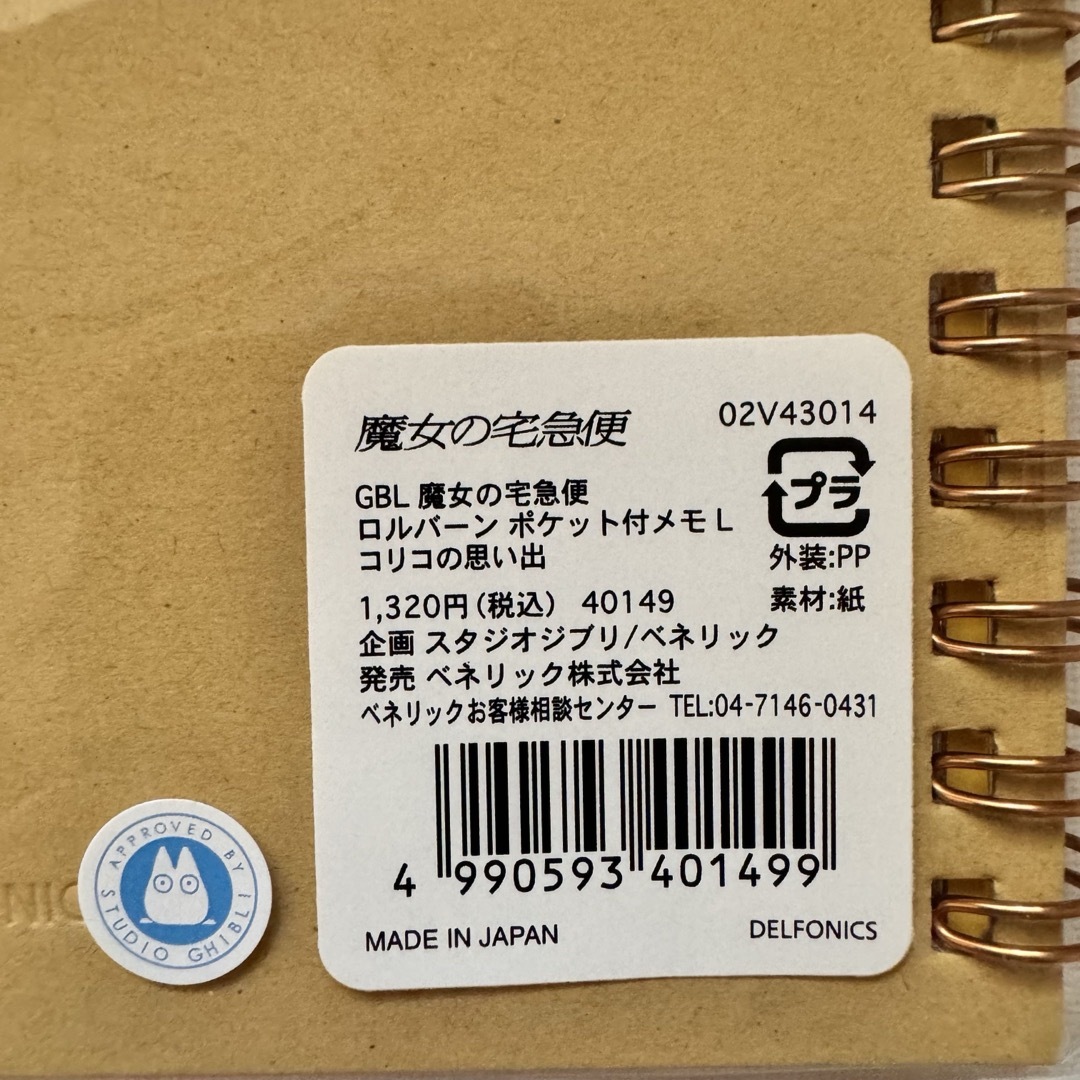 魔女の宅急便
02V43014
プラ
GBL 魔女の宅急便
ロルバーン ポケット付メモ L
コリコの思い出
外装:PP
素材:紙
1,320円(税込) 40149
企画 スタジオジブリ/ベネリック
発売 ベネリック株式会社
ベネリックお客様相談センター TEL:04-7146-0431
4 990593 401499
MADE IN JAPAN
DELFONICS
APPROVED BY
STUDIO GHIBLI